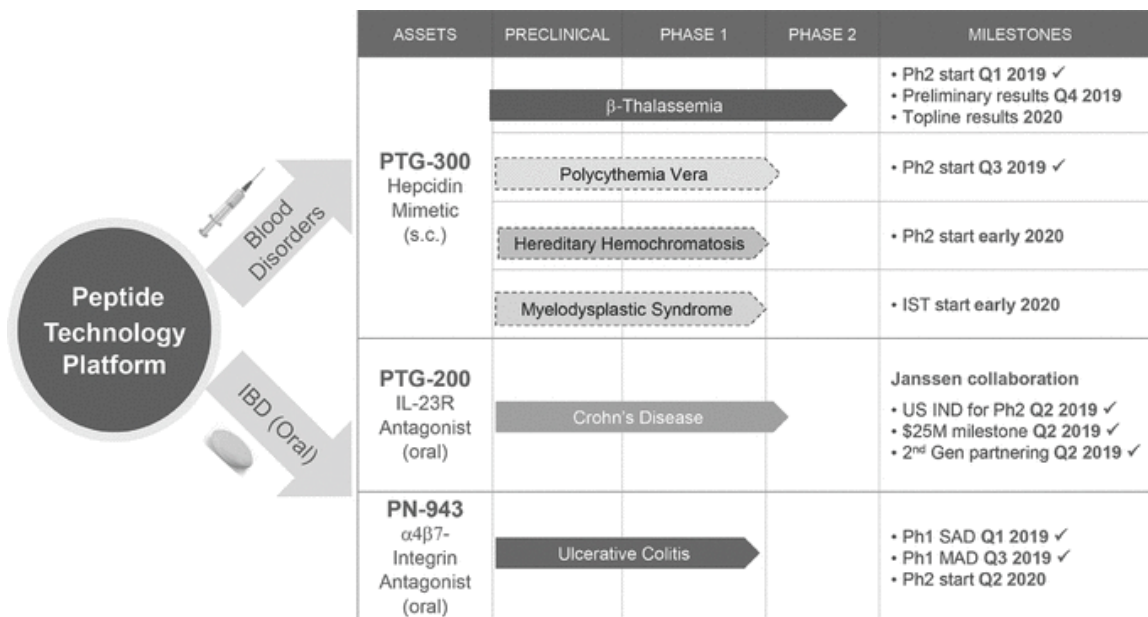 ASSETS PRECLINICAL PHASE 1 PHASE 2 MILESTONES
Peptide
Technology
Platform
Blood
Disorders
IBD (Oral)
PTG-300
Hepcidin
Mimetic
(s.c.)
β-Thalassemia
• Ph2 start Q1 2019 ✓
• Preliminary results Q4 2019
• Topline results 2020
Polycythemia Vera
• Ph2 start Q3 2019 ✓
Hereditary Hemochromatosis
• Ph2 start early 2020
Myelodysplastic Syndrome
• IST start early 2020
PTG-200
IL-23R
Antagonist
(oral)
Crohn's Disease
Janssen collaboration
• US IND for Ph2 Q2 2019 ✓
• $25M milestone Q2 2019 ✓
• 2nd Gen partnering Q2 2019 ✓
PN-943
α4β7-
Integrin
Antagonist
(oral)
Ulcerative Colitis
• Ph1 SAD Q1 2019 ✓
• Ph1 MAD Q3 2019 ✓
• Ph2 start Q2 2020